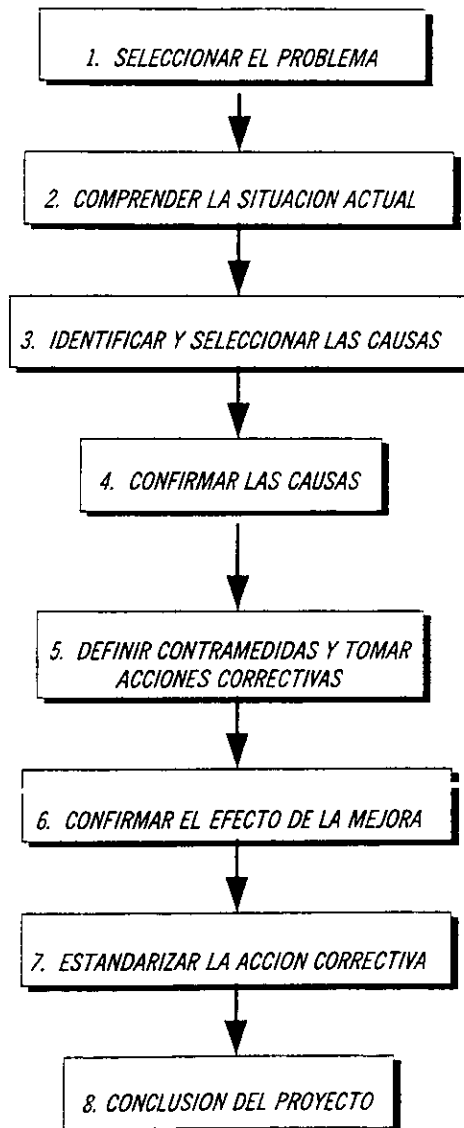 1. SELECCIONAR EL PROBLEMA
2. COMPRENDER LA SITUACION ACTUAL
3. IDENTIFICAR Y SELECCIONAR LAS CAUSAS
4. CONFIRMAR LAS CAUSAS
5. DEFINIR CONTRAMEDIDAS Y TOMAR
ACCIONES CORRECTIVAS
6. CONFIRMAR EL EFECTO DE LA MEJORA
7. ESTANDARIZAR LA ACCION CORRECTIVA
8. CONCLUSION DEL PROYECTO